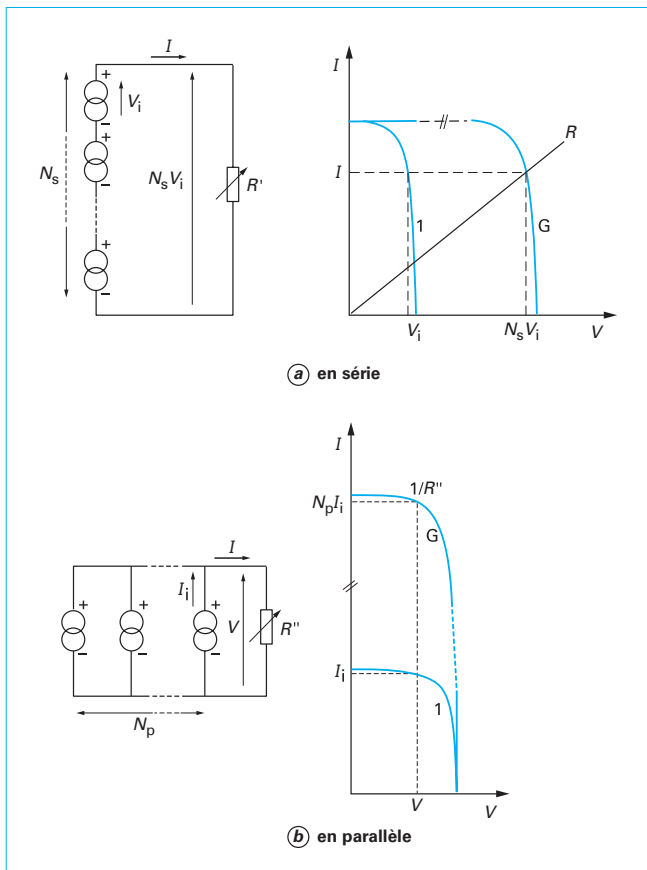 I
+
V_i
−
+
−
N_s
N_sV_i
R'
+
−
I
I
R
1
G
V_i
N_sV_i
V
a en série
I
1/R"
N_pI_i
G
I
I_i
+
−
+
−
+
−
V
R"
N_p
I_i
1
V
V
b en parallèle